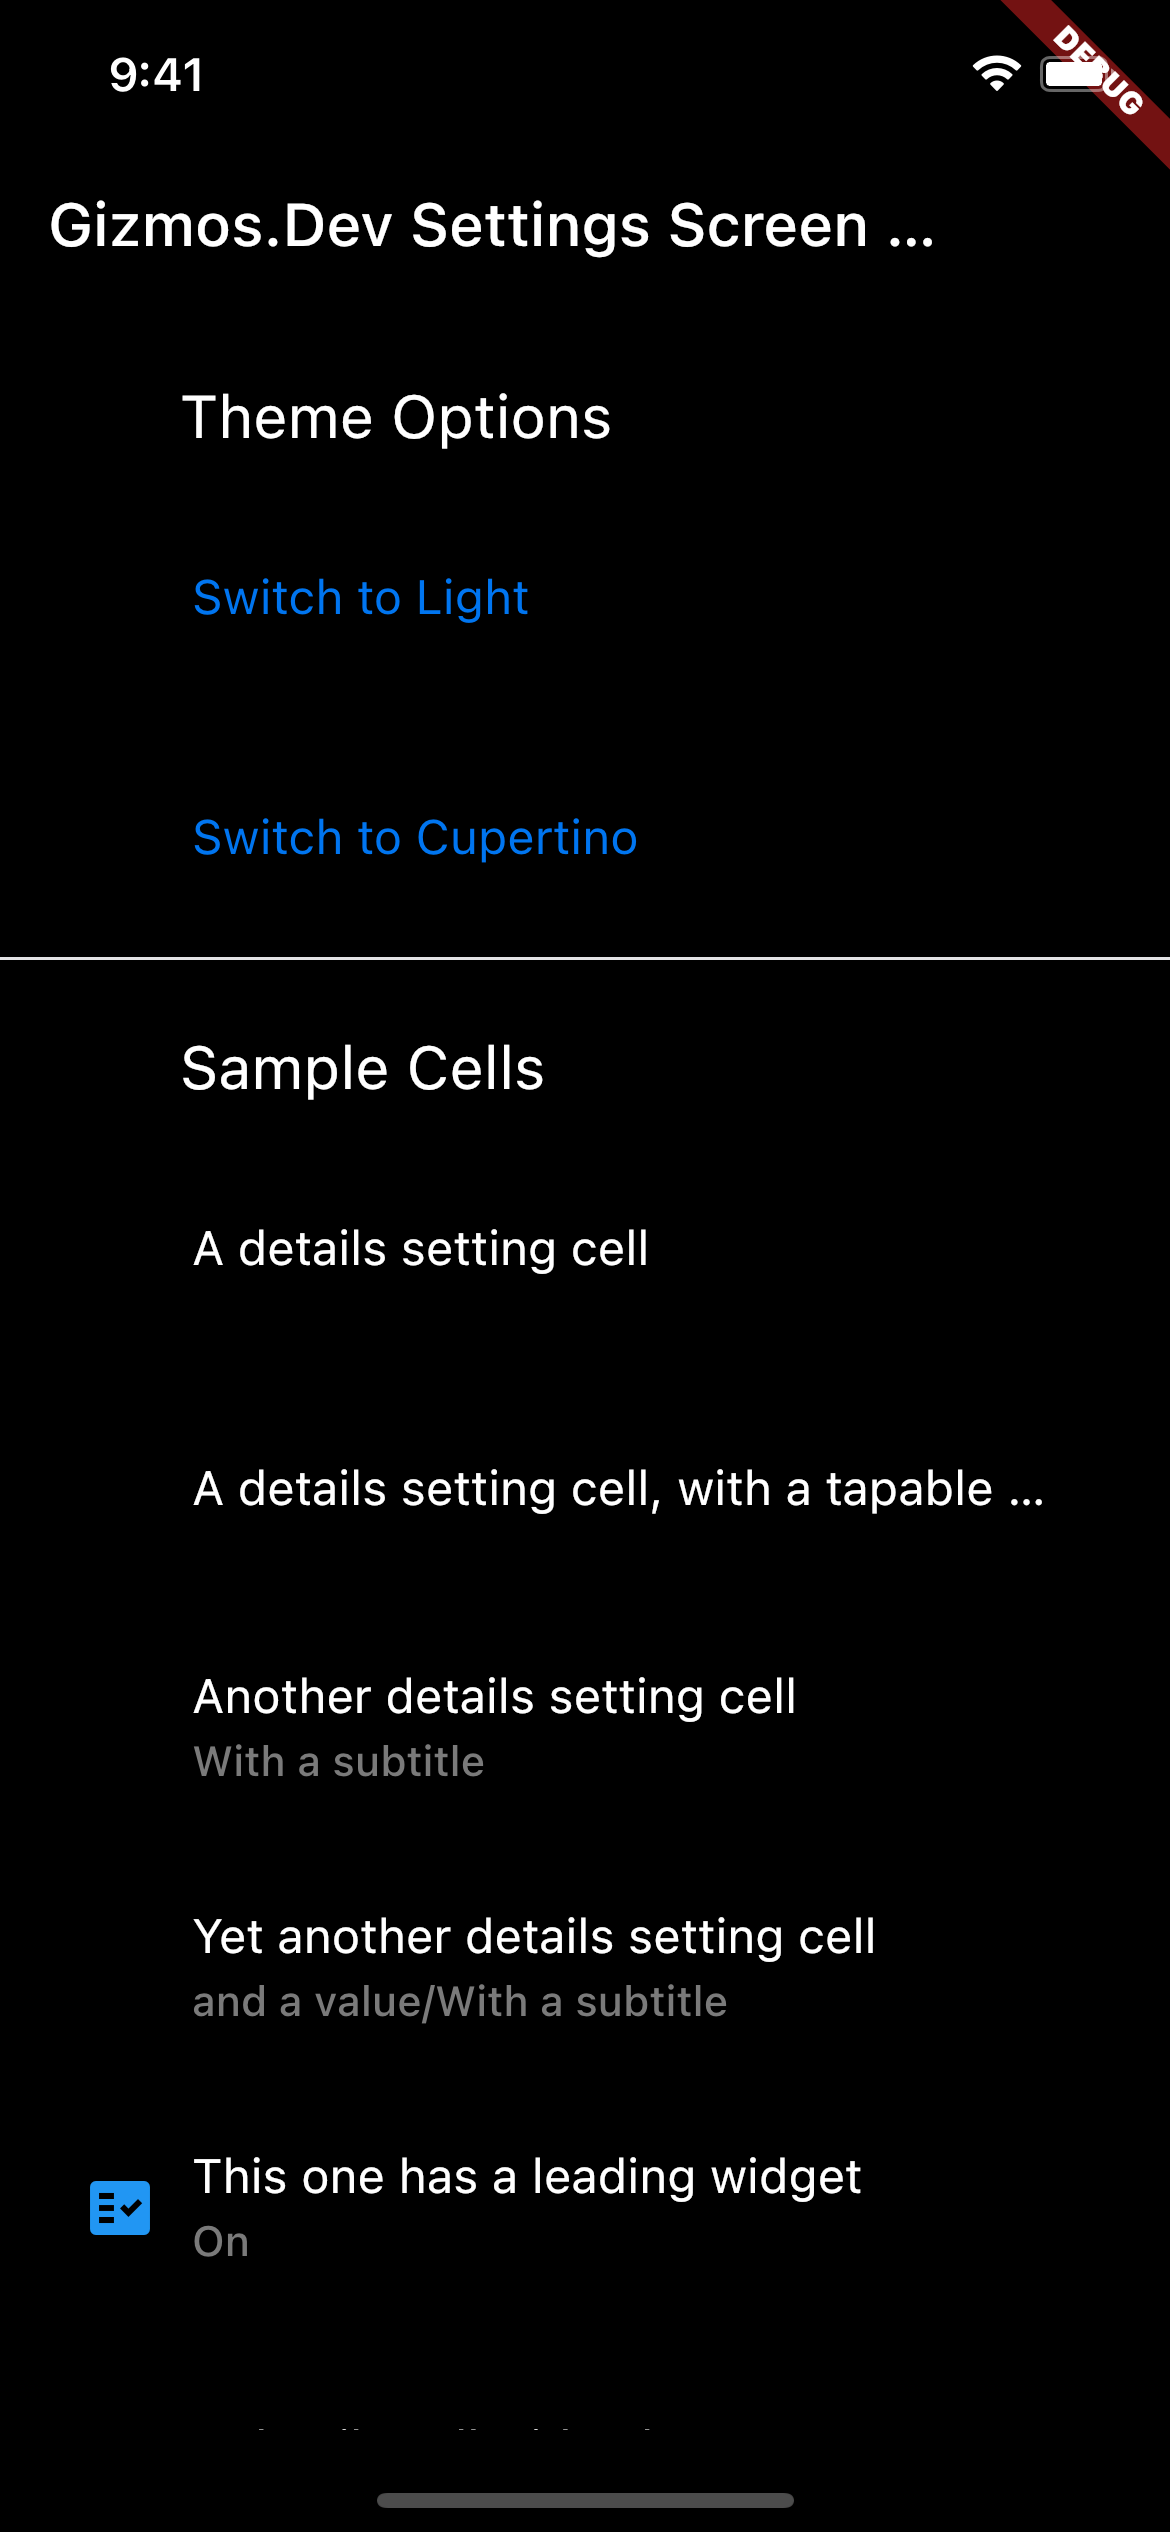 9:41
DEBUG
Gizmos.Dev Settings Screen ...
Theme Options
Switch to Light
Switch to Cupertino
Sample Cells
A details setting cell
A details setting cell, with a tapable ...
Another details setting cell
With a subtitle
Yet another details setting cell
and a value/With a subtitle
This one has a leading widget
On